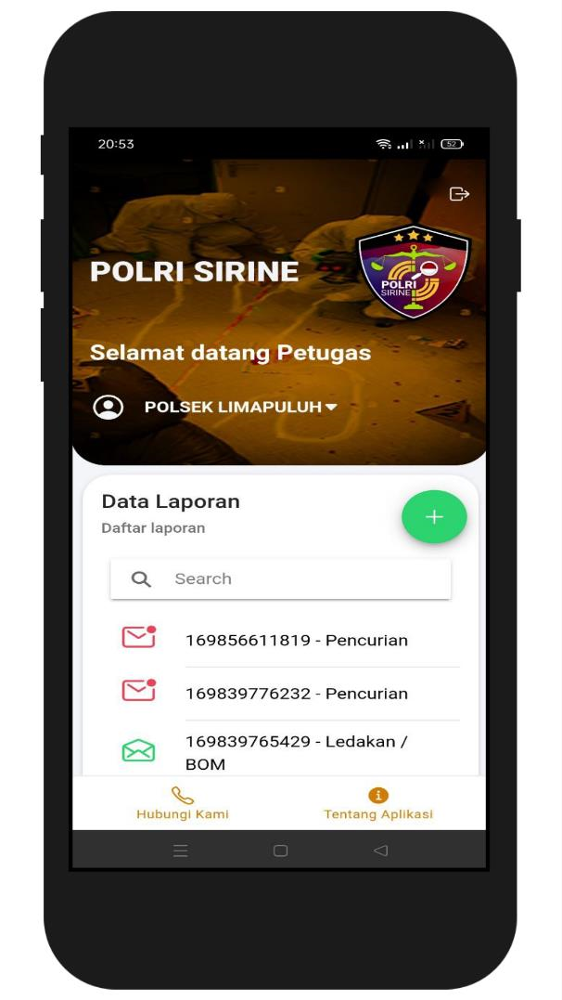 20:53
52
POLRI SIRINE
POLRI
SIRINE
Selamat datang Petugas
POLSEK LIMAPULUH
Data Laporan
Daftar laporan
Search
169856611819 - Pencurian
169839776232 - Pencurian
169839765429 - Ledakan /
BOM
Hubungi Kami
Tentang Aplikasi